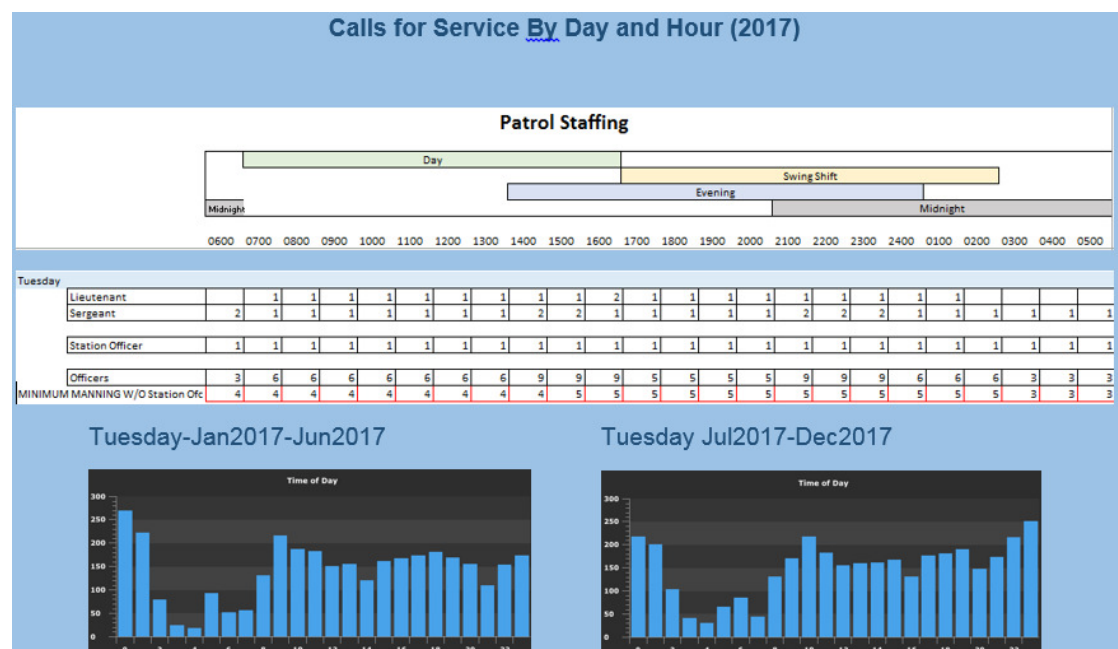 Calls for Service By Day and Hour (2017)
Patrol Staffing
Day
Swing Shift
Evening
Midnight Midnight
0600 0700 0800 0900 1000 1100 1200 1300 1400 1500 1600 1700 1800 1900 2000 2100 2200 2300 2400 0100 0200 0300 0400 0500
Tuesday
Lieutenant 1 1 1 1 1 1 1 1 1 2 1 1 1 1 1 1 1 1 1
Sergeant 2 1 1 1 1 1 1 1 2 2 1 1 1 1 1 2 2 2 1 1 1 1 1 1
Station Officer 1 1 1 1 1 1 1 1 1 1 1 1 1 1 1 1 1 1 1 1 1 1 1 1
Officers 3 6 6 6 6 6 6 6 9 9 9 5 5 5 5 9 9 9 6 6 6 3 3 3
MINIMUM MANNING W/O Station Ofc 4 4 4 4 4 4 4 4 4 5 5 5 5 5 5 5 5 5 5 5 5 3 3 3
Tuesday-Jan2017-Jun2017 Tuesday Jul2017-Dec2017
Time of Day Time of Day
300 300
250 250
200 200
150 150
100 100
50 50
0 0